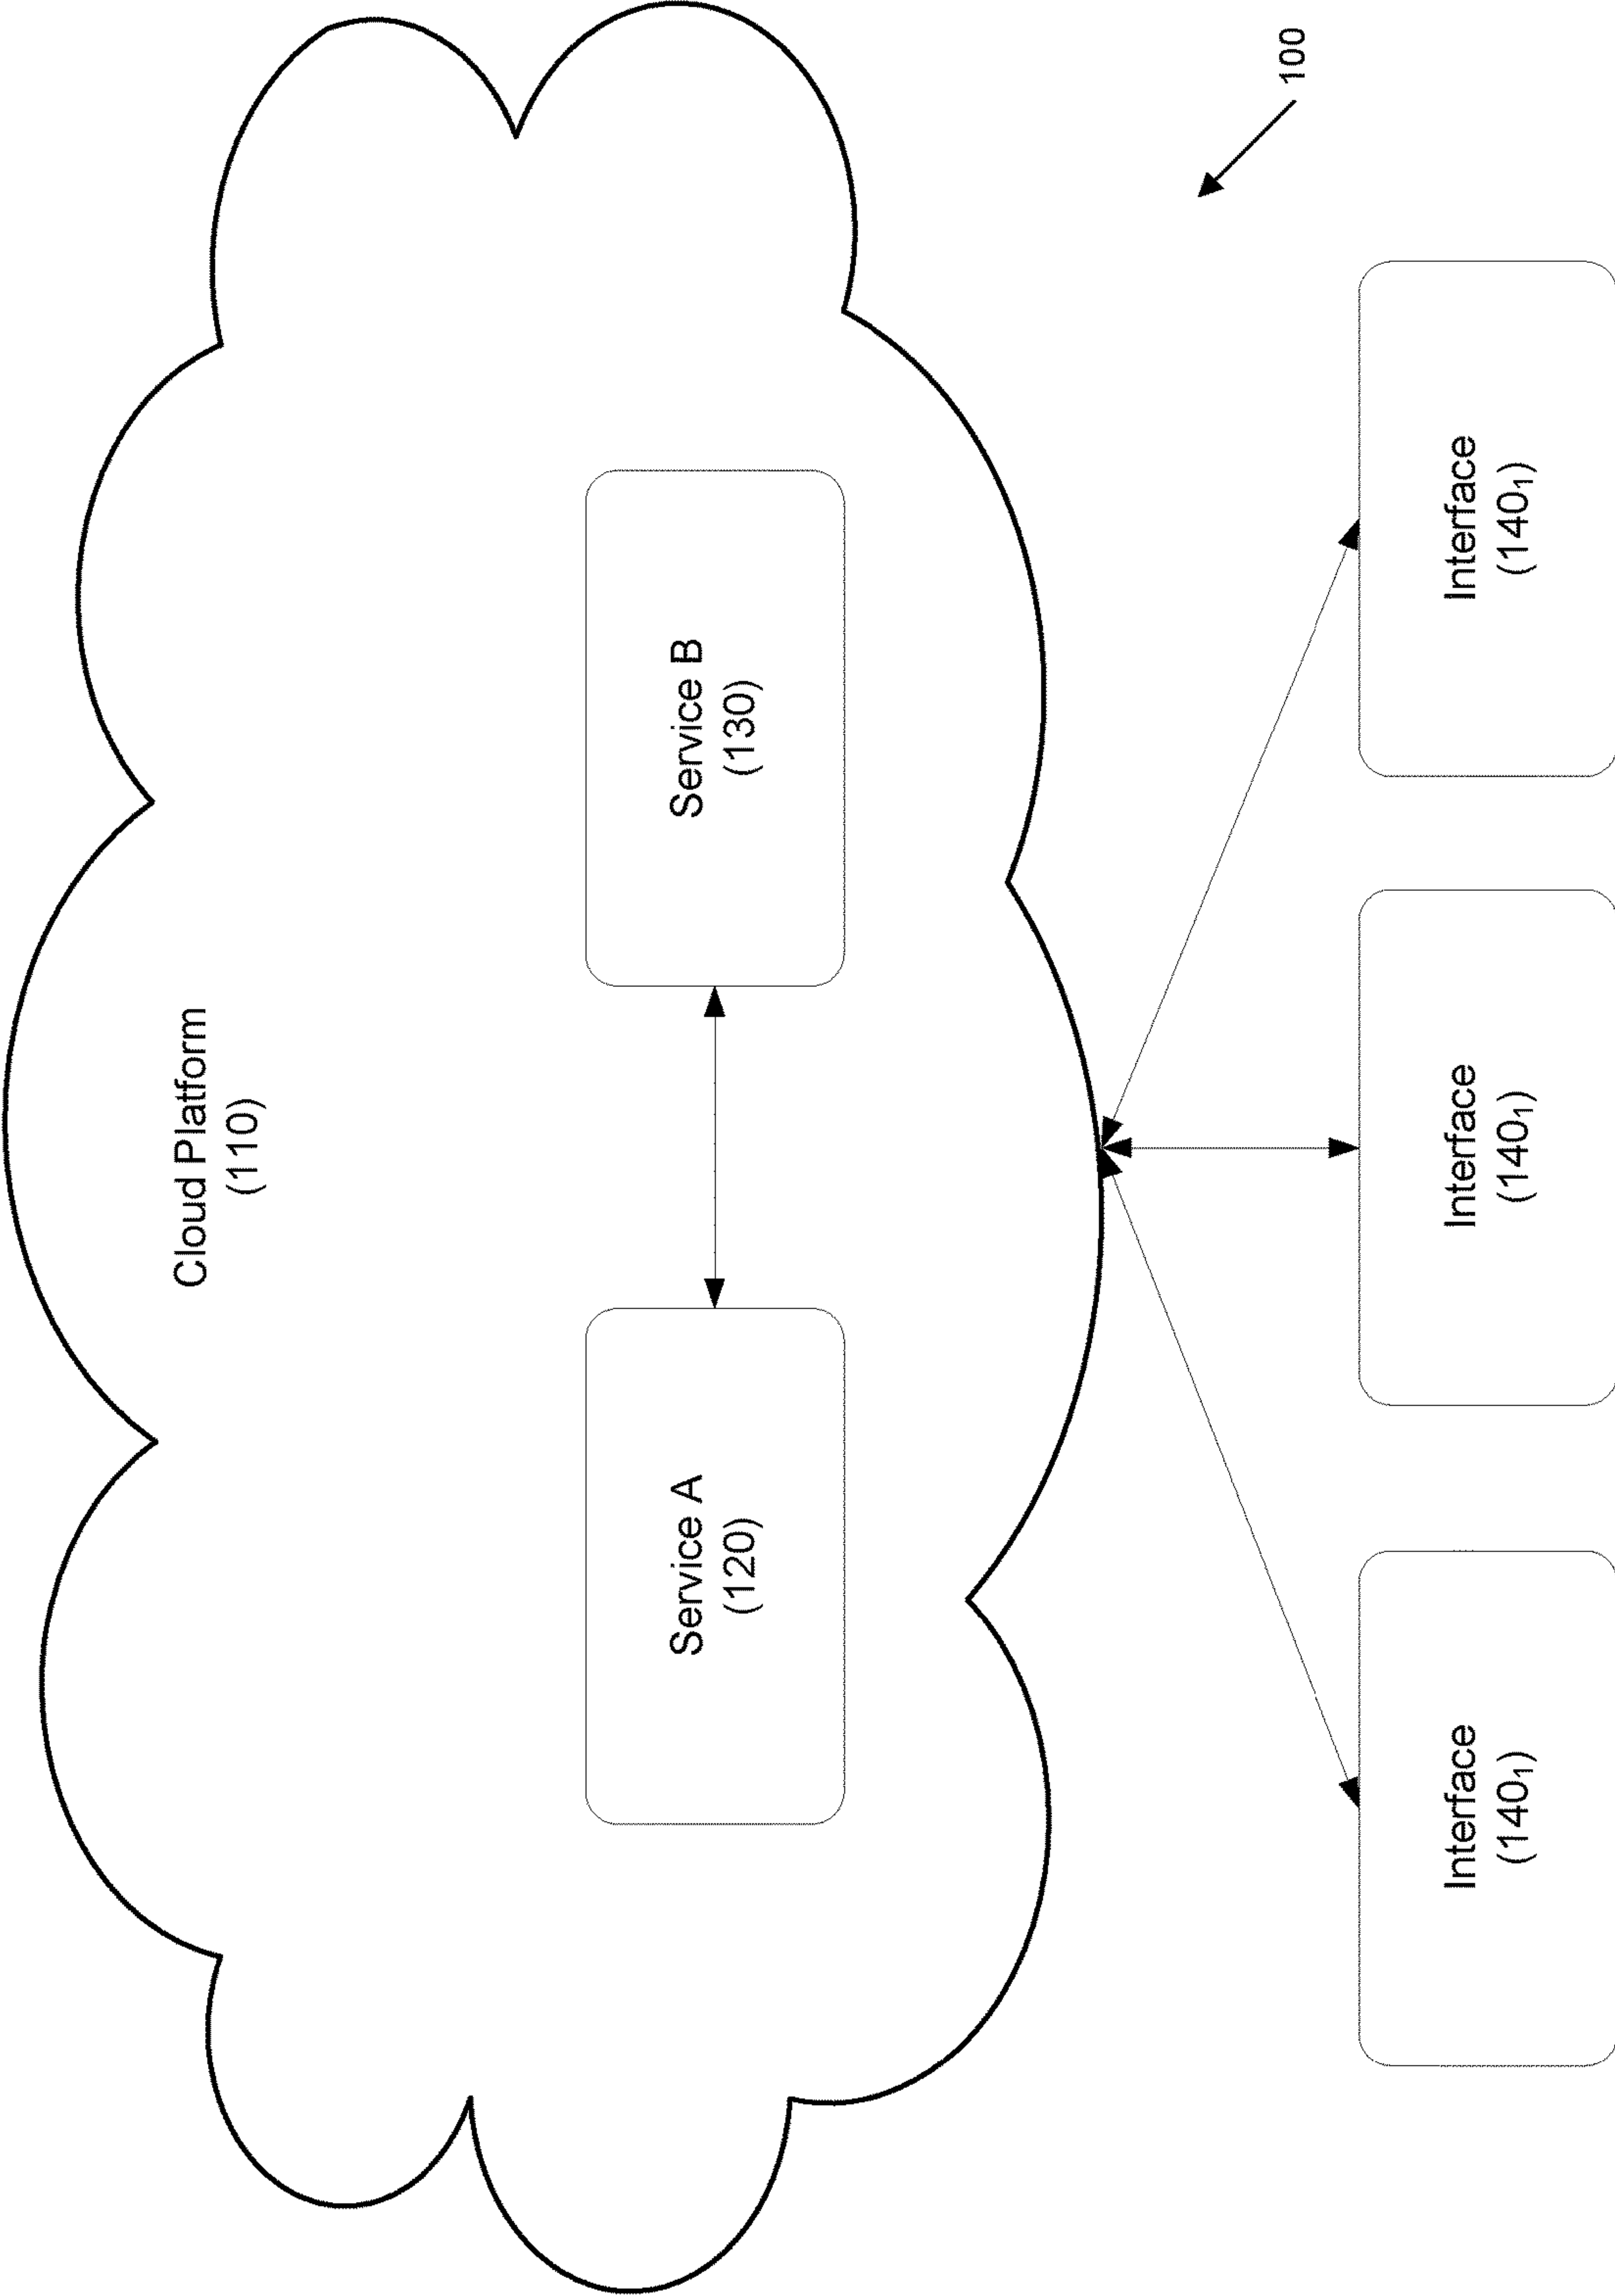 Cloud Platform
(110)
Service A
(120)
Service B
(130)
100
Interface
(140₁)
Interface
(140₁)
Interface
(140₁)